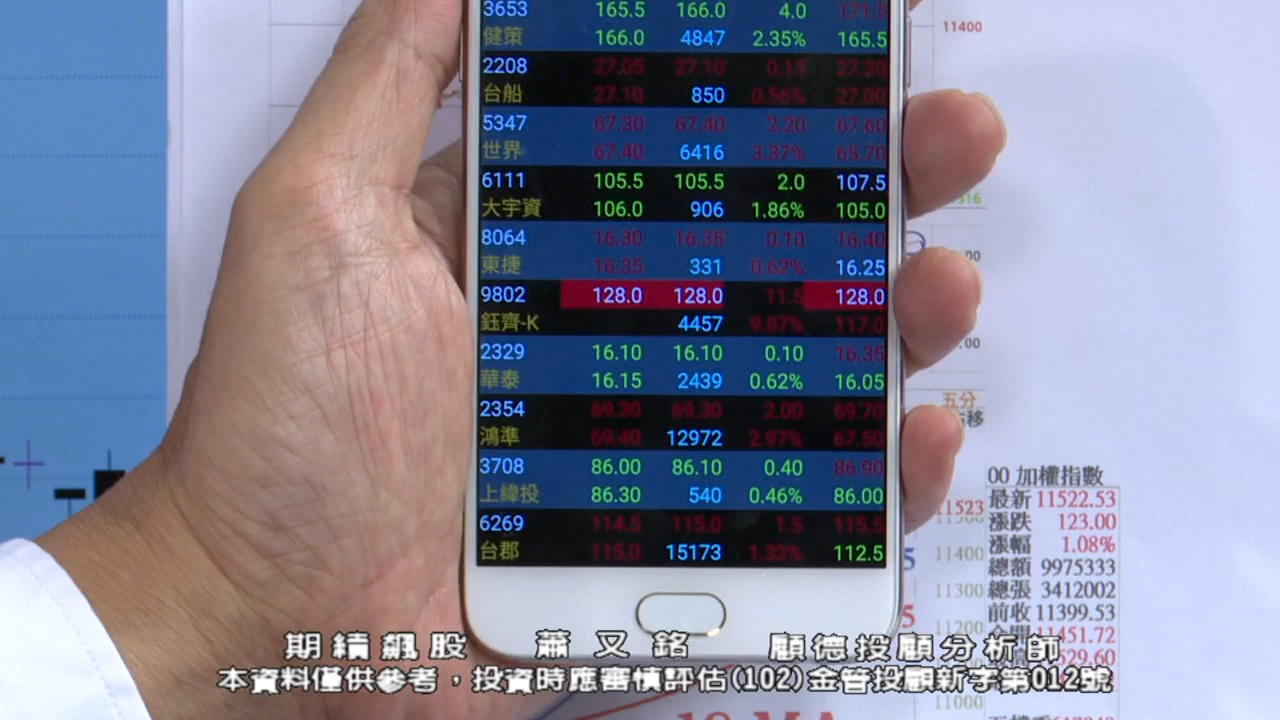 3653 165.5 166.0 4.0 171.5
健策 166.0 4847 2.35% 165.5
2208 27.05 27.10 0.15 27.20
台船 27.10 850 0.56% 27.00
5347 67.30 67.40 2.20 67.60
世界 67.40 6416 3.37% 65.70
6111 105.5 105.5 2.0 107.5
大宇資 106.0 906 1.86% 105.0
8064 16.30 16.35 0.10 16.40
東捷 16.35 331 0.62% 16.25
9802 128.0 128.0 11.5 128.0
鈺齊-K 4457 9.87% 117.0
2329 16.10 16.10 0.10 16.35
華泰 16.15 2439 0.62% 16.05
2354 69.30 69.30 2.00 69.70
鴻準 69.40 12972 2.97% 67.50
3708 86.00 86.10 0.40 86.90
上緯投 86.30 540 0.46% 86.00
6269 114.5 115.0 1.5 115.5
台郡 115.0 15173 1.32% 112.5
11400
五分
00 加權指數
最新 11522.53
漲跌 123.00
漲幅 1.08%
總額 9975333
總張 3412002
前收 11399.53
11523
11400
11300
11200
11000
期績飆股 蕭又銘 顧德投顧分析師
本資料僅供參考，投資時應審慎評估(102)金管投顧新字第012號